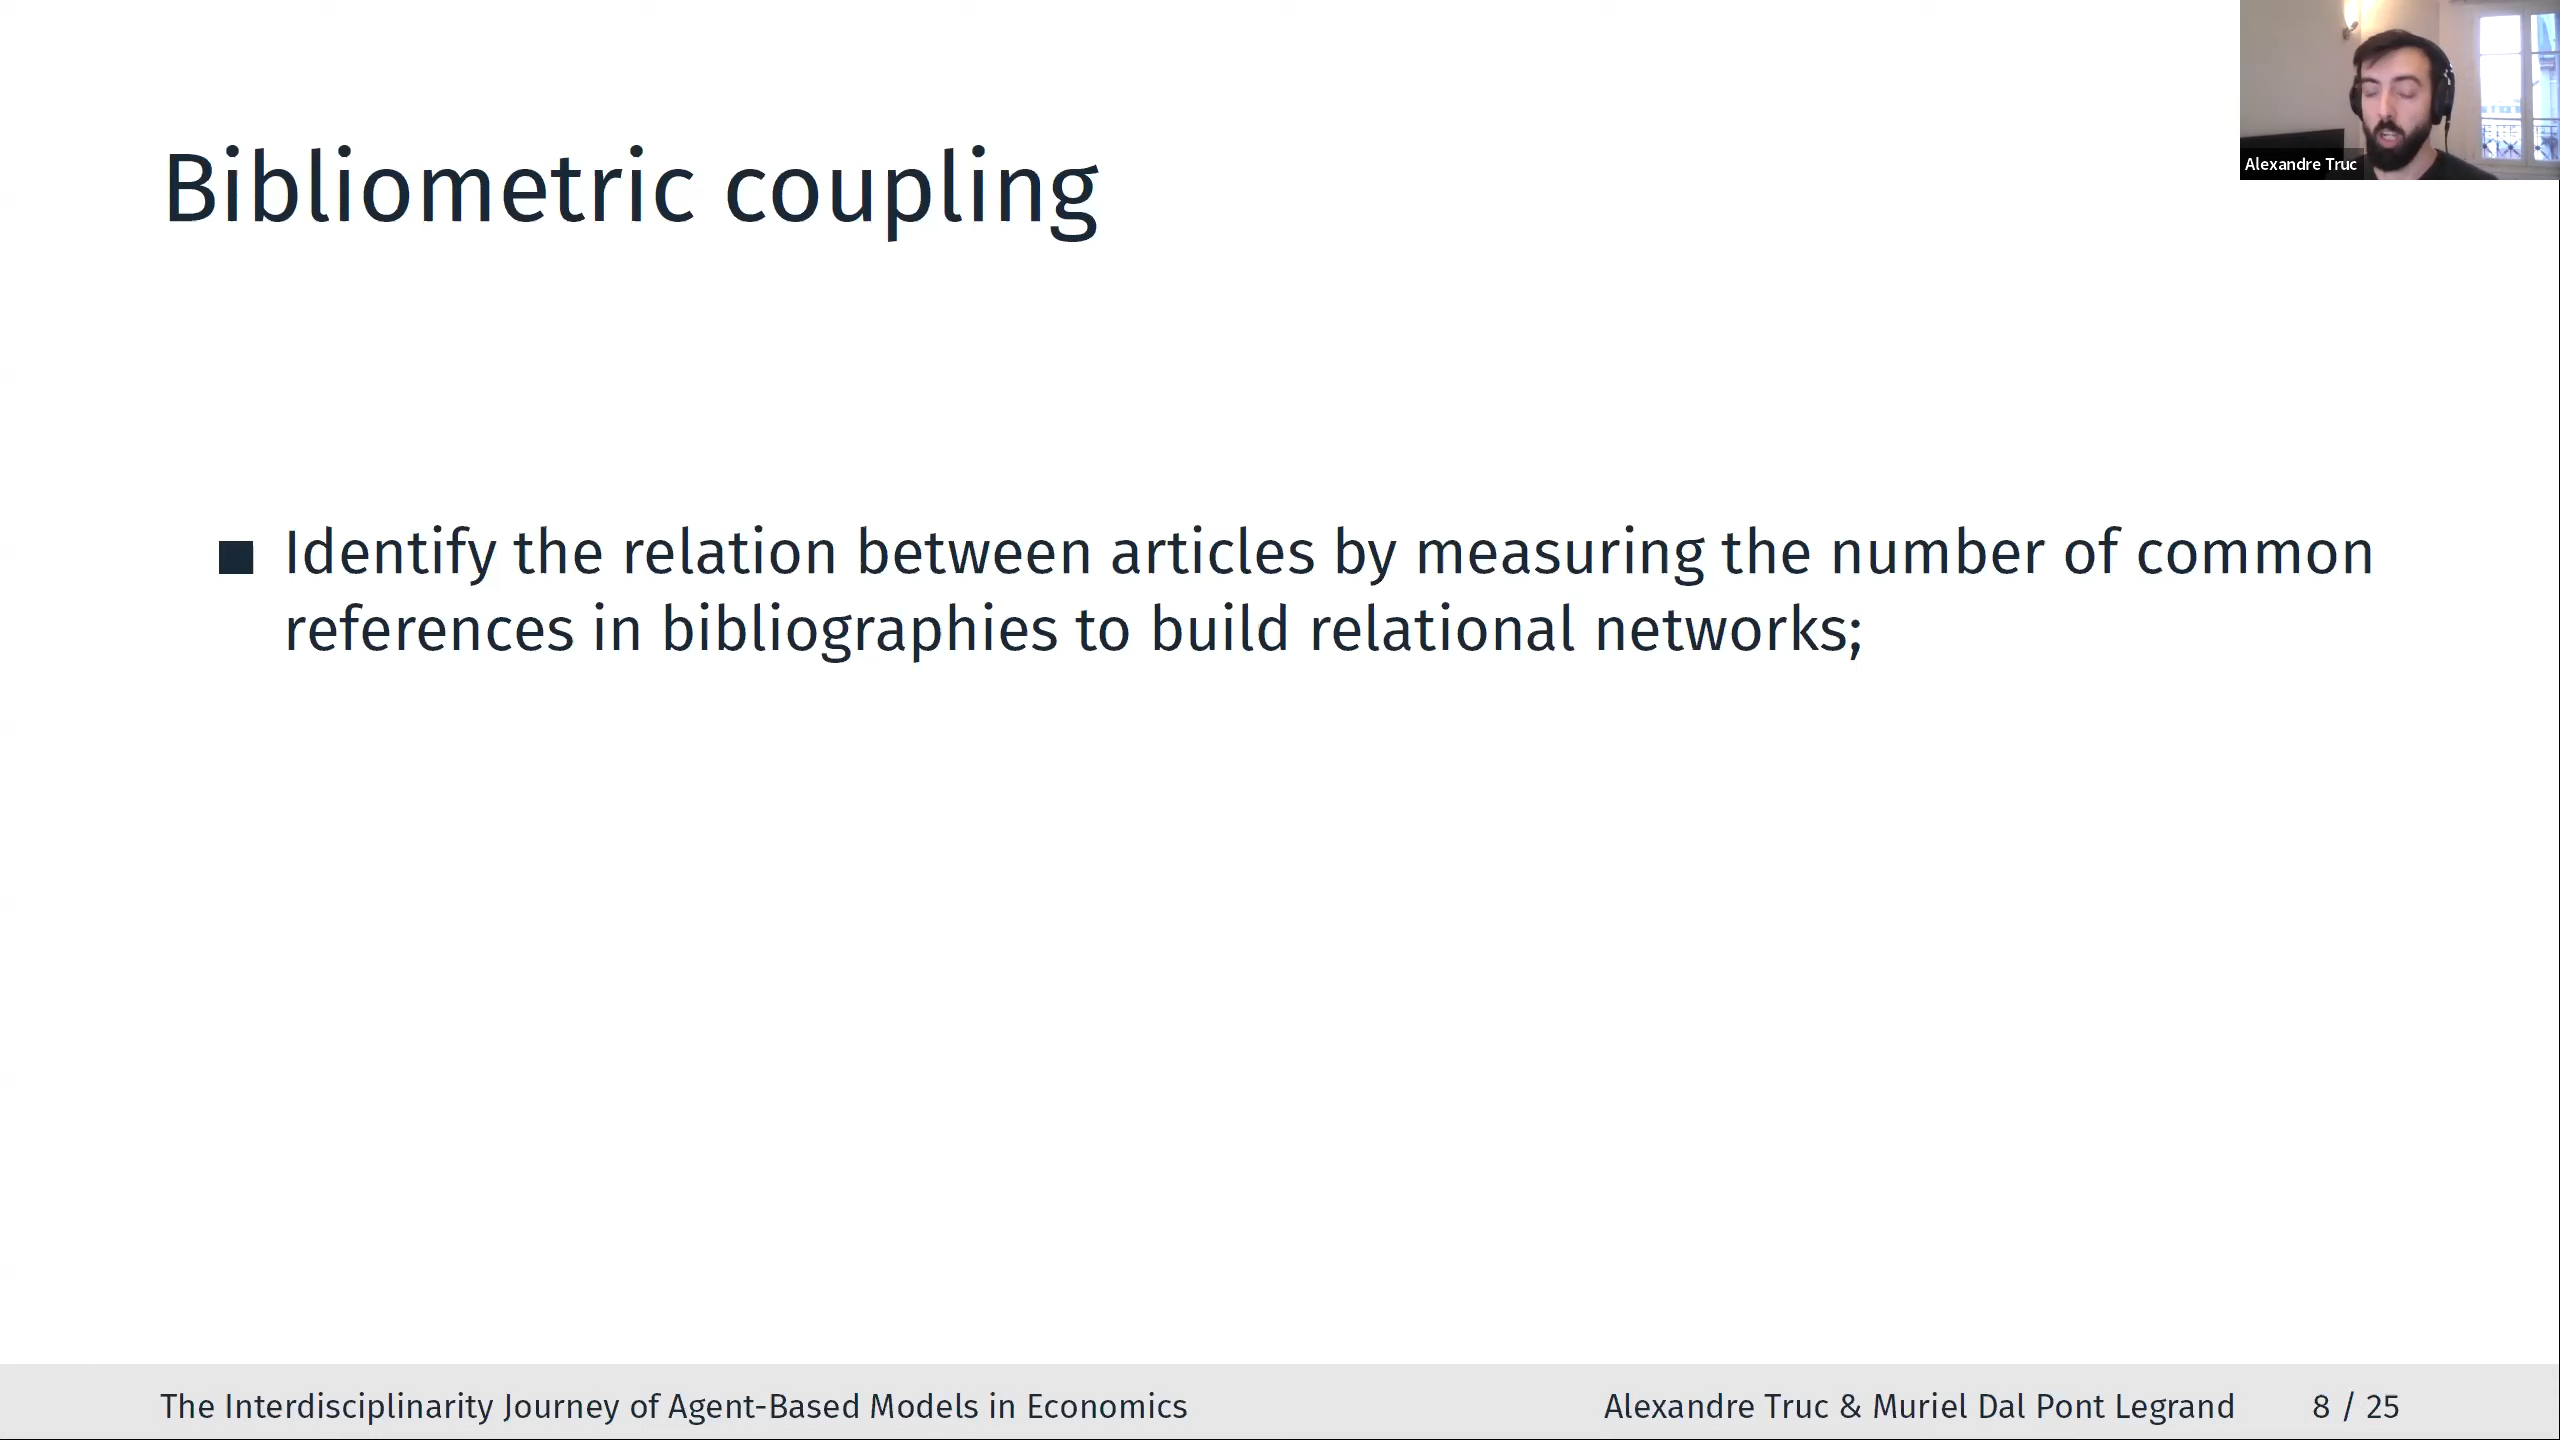 Bibliometric coupling
Alexandre Truc
Identify the relation between articles by measuring the number of common
references in bibliographies to build relational networks;
The Interdisciplinarity Journey of Agent-Based Models in Economics
Alexandre Truc & Muriel Dal Pont Legrand
8 / 25